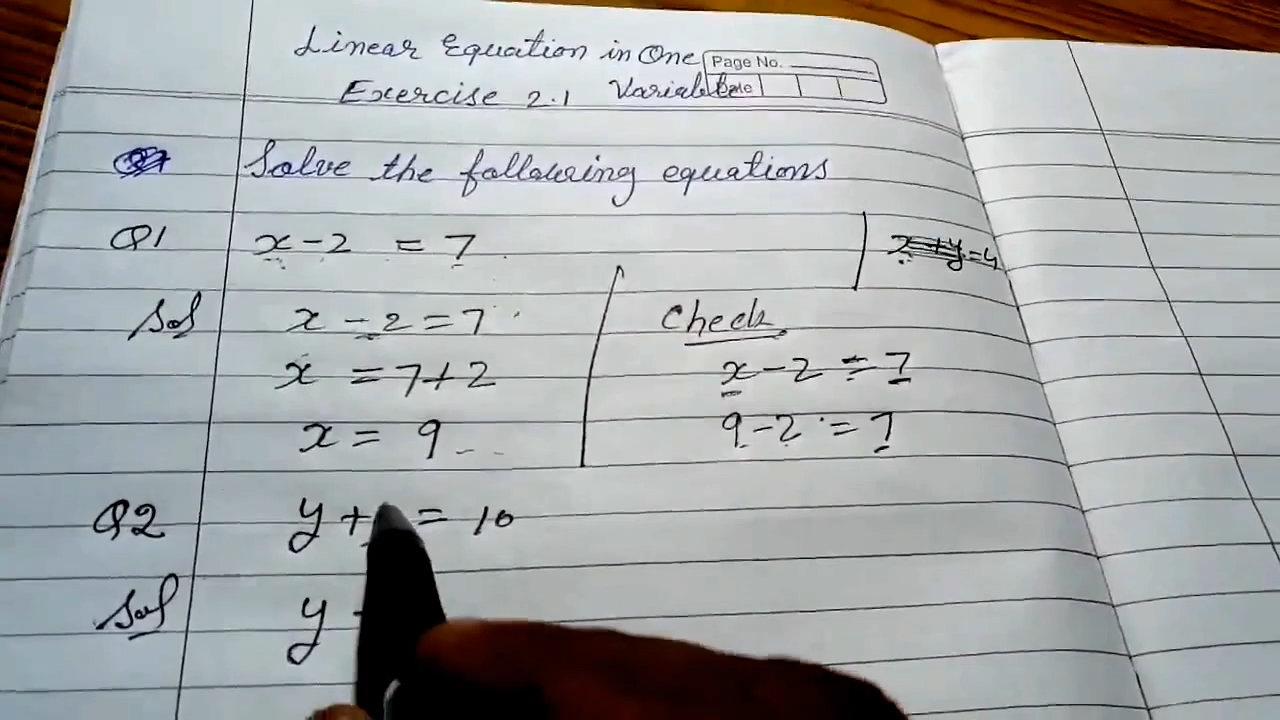 Linear Equation in One
Page No.
Exercise 2.1 Variable
Solve the following equations
Q1 x - 2 = 7
x + y = 4
Sol x - 2 = 7
Check
x = 7 + 2
x - 2 = 7
x = 9
9 - 2 = 7
Q2 y + = 10
Sol y